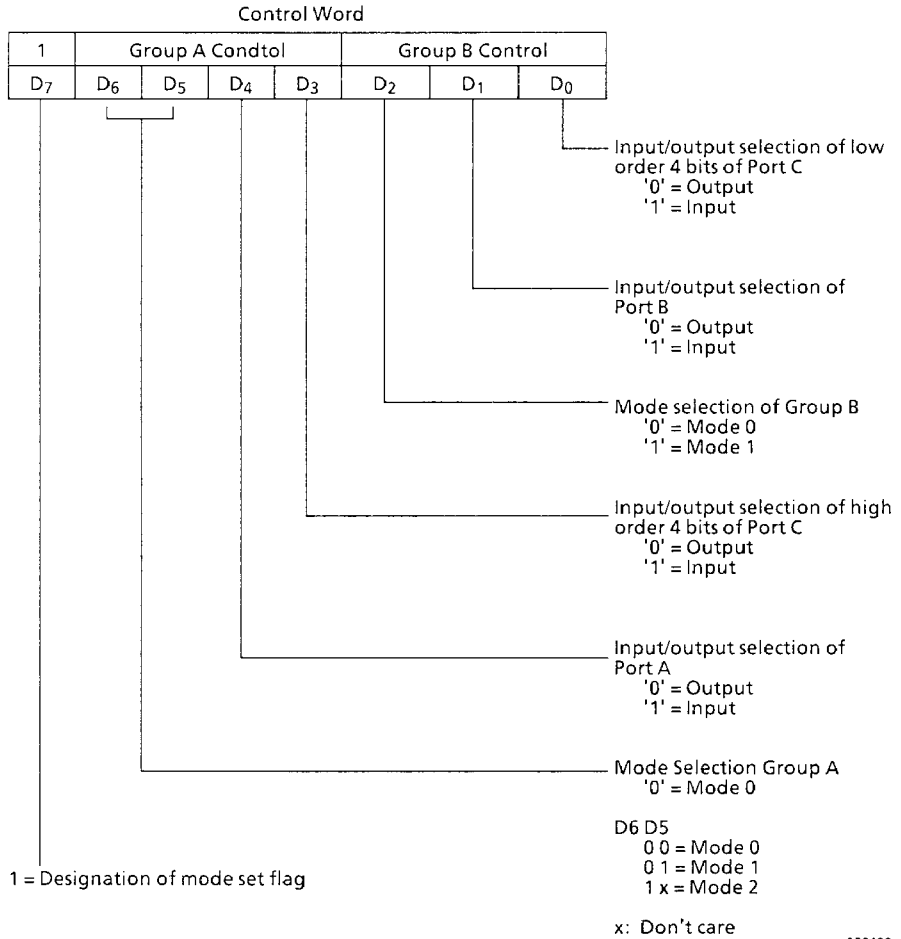 Control Word
1 Group A Condtol Group B Control
D7 D6 D5 D4 D3 D2 D1 D0
Input/output selection of low
order 4 bits of Port C
'0' = Output
'1' = Input
Input/output selection of
Port B
'0' = Output
'1' = Input
Mode selection of Group B
'0' = Mode 0
'1' = Mode 1
Input/output selection of high
order 4 bits of Port C
'0' = Output
'1' = Input
Input/output selection of
Port A
'0' = Output
'1' = Input
Mode Selection Group A
'0' = Mode 0
D6 D5
0 0 = Mode 0
0 1 = Mode 1
1 x = Mode 2
1 = Designation of mode set flag
x: Don't care